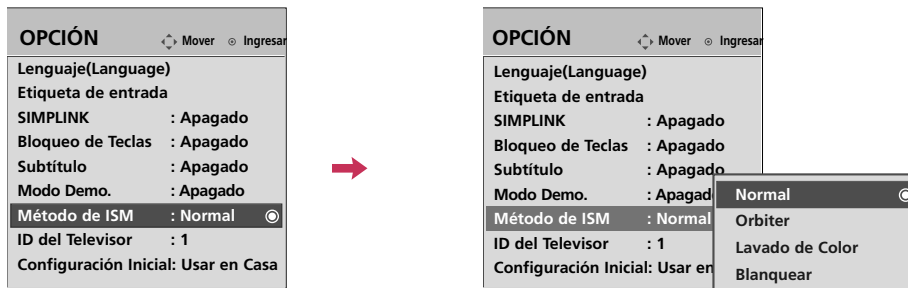 OPCIÓN Mover Ingresar
Lenguaje(Language)
Etiqueta de entrada
SIMPLINK : Apagado
Bloqueo de Teclas : Apagado
Subtítulo : Apagado
Modo Demo. : Apagado
Método de ISM : Normal
ID del Televisor : 1
Configuración Inicial: Usar en Casa
OPCIÓN Mover Ingresar
Lenguaje(Language)
Etiqueta de entrada
SIMPLINK : Apagado
Bloqueo de Teclas : Apagado
Subtítulo : Apagado
Modo Demo. : Apagad
Método de ISM : Normal
ID del Televisor : 1
Configuración Inicial: Usar en
Normal
Orbiter
Lavado de Color
Blanquear